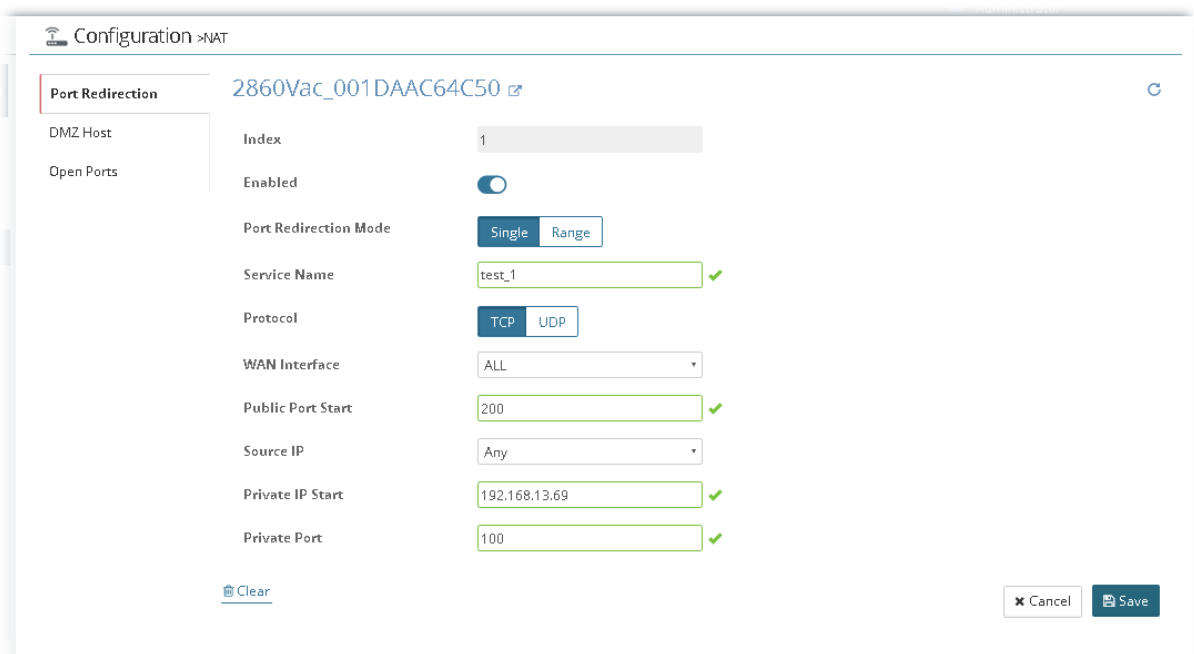 Configuration >NAT
Port Redirection
DMZ Host
Open Ports
2860Vac_001DAAC64C50
Index 1
Enabled
Port Redirection Mode Single Range
Service Name test_1
Protocol TCP UDP
WAN Interface ALL
Public Port Start 200
Source IP Any
Private IP Start 192.168.13.69
Private Port 100
Clear
Cancel Save